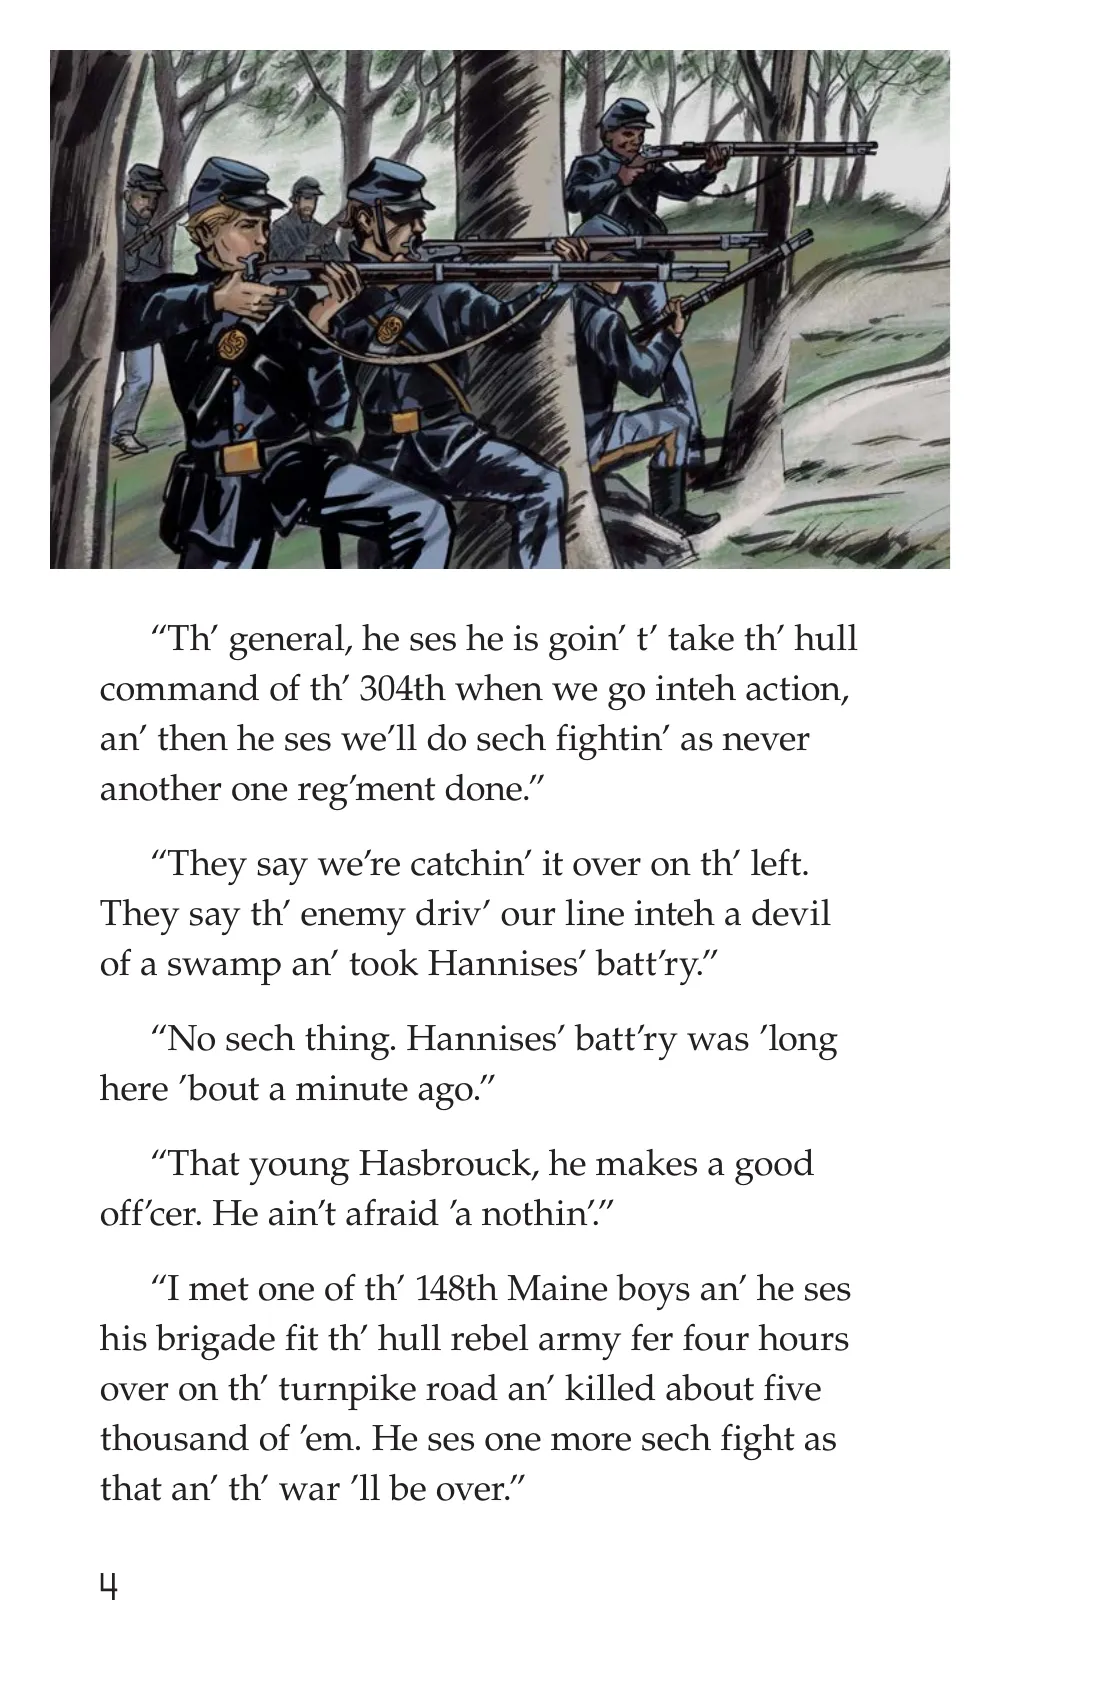 “Th’ general, he ses he is goin’ t’ take th’ hull
command of th’ 304th when we go inteh action,
an’ then he ses we’ll do sech fightin’ as never
another one reg’ment done.”
“They say we’re catchin’ it over on th’ left.
They say th’ enemy driv’ our line inteh a devil
of a swamp an’ took Hannises’ batt’ry.”
“No sech thing. Hannises’ batt’ry was ’long
here ’bout a minute ago.”
“That young Hasbrouck, he makes a good
off’cer. He ain’t afraid ’a nothin’.”
“I met one of th’ 148th Maine boys an’ he ses
his brigade fit th’ hull rebel army fer four hours
over on th’ turnpike road an’ killed about five
thousand of ’em. He ses one more sech fight as
that an’ th’ war ’ll be over.”
4